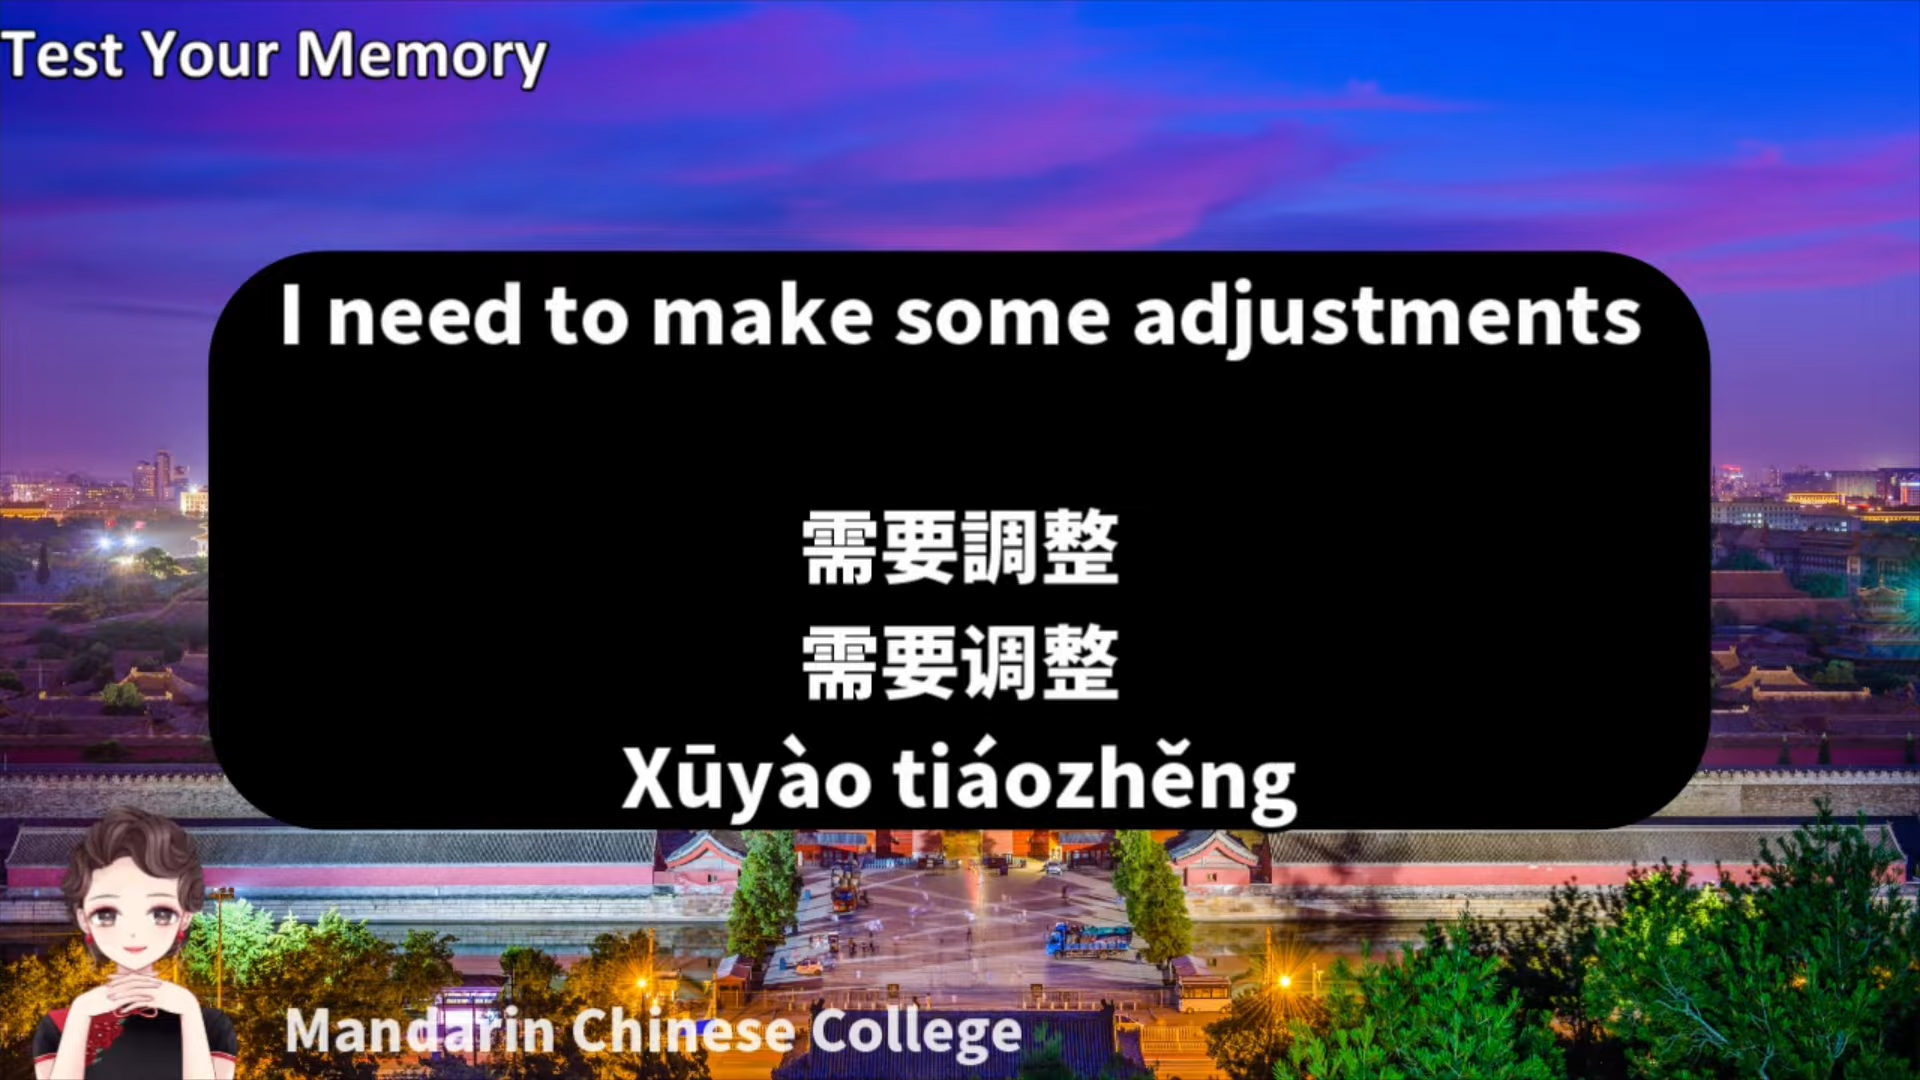 Test Your Memory
I need to make some adjustments
需要調整
需要调整
Xūyào tiáozhěng
Mandarin Chinese College